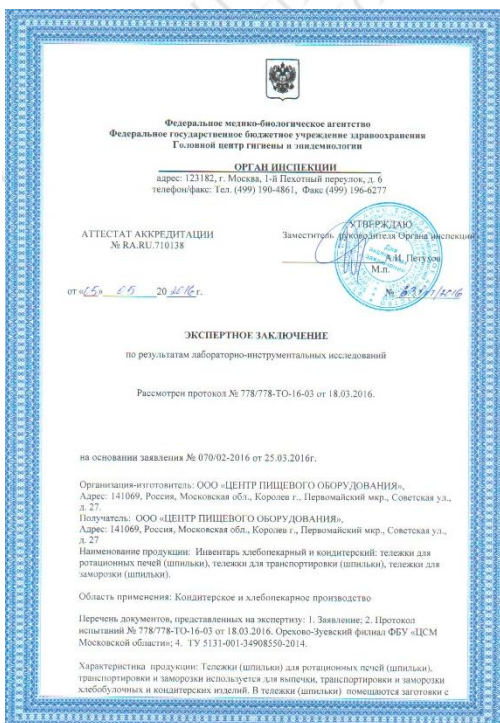 Федеральное медико-биологическое агентство
Федеральное государственное бюджетное учреждение здравоохранения
Головной центр гигиены и эпидемиологии
ОРГАН ИНСПЕКЦИИ
адрес: 123182, г. Москва, 1-й Пехотный переулок, д. 6
телефон/факс: Тел. (499) 190-4861, Факс (499) 196-6277
АТТЕСТАТ АККРЕДИТАЦИИ
№ RA.RU.710138
УТВЕРЖДАЮ
Заместитель руководителя Органа инспекции
А.И. Петухов
М.п.
от «05» 05 2016 г.
№
ЭКСПЕРТНОЕ ЗАКЛЮЧЕНИЕ
по результатам лабораторно-инструментальных исследований
Рассмотрен протокол № 778/778-ТО-16-03 от 18.03.2016.
на основании заявления № 070/02-2016 от 25.03.2016г.
Организация-изготовитель: ООО «ЦЕНТР ПИЩЕВОГО ОБОРУДОВАНИЯ»,
Адрес: 141069, Россия, Московская обл., Королев г., Первомайский мкр., Советская ул.,
д. 27.
Получатель: ООО «ЦЕНТР ПИЩЕВОГО ОБОРУДОВАНИЯ»,
Адрес: 141069, Россия, Московская обл., Королев г., Первомайский мкр., Советская ул.,
д. 27
Наименование продукции: Инвентарь хлебопекарный и кондитерский: тележки для
ротационных печей (шпильки), тележки для транспортировки (шпильки), тележки для
заморозки (шпильки).
Область применения: Кондитерское и хлебопекарное производство
Перечень документов, представленных на экспертизу: 1. Заявление; 2. Протокол
испытаний № 778/778-ТО-16-03 от 18.03.2016. Орехово-Зуевский филиал ФБУ «ЦСМ
Московской области»; 4. ТУ 5131-001-34908550-2014.
Характеристика продукции: Тележки (шпильки) для ротационных печей (шпильки),
транспортировки и заморозки используется для выпечки, транспортировки и заморозки
хлебобулочных и кондитерских изделий. В тележки (шпильки) помещаются заготовки с